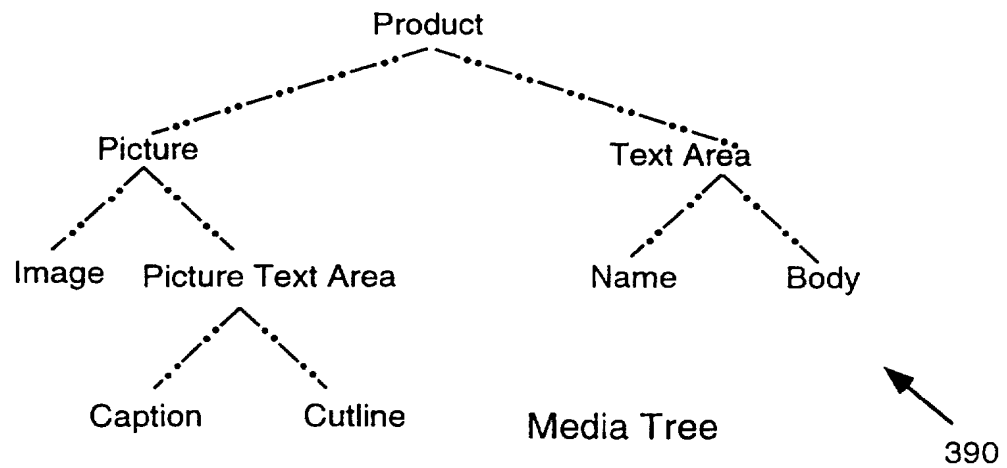 Product
Picture Text Area
Image Picture Text Area Name Body
Caption Cutline
Media Tree
390